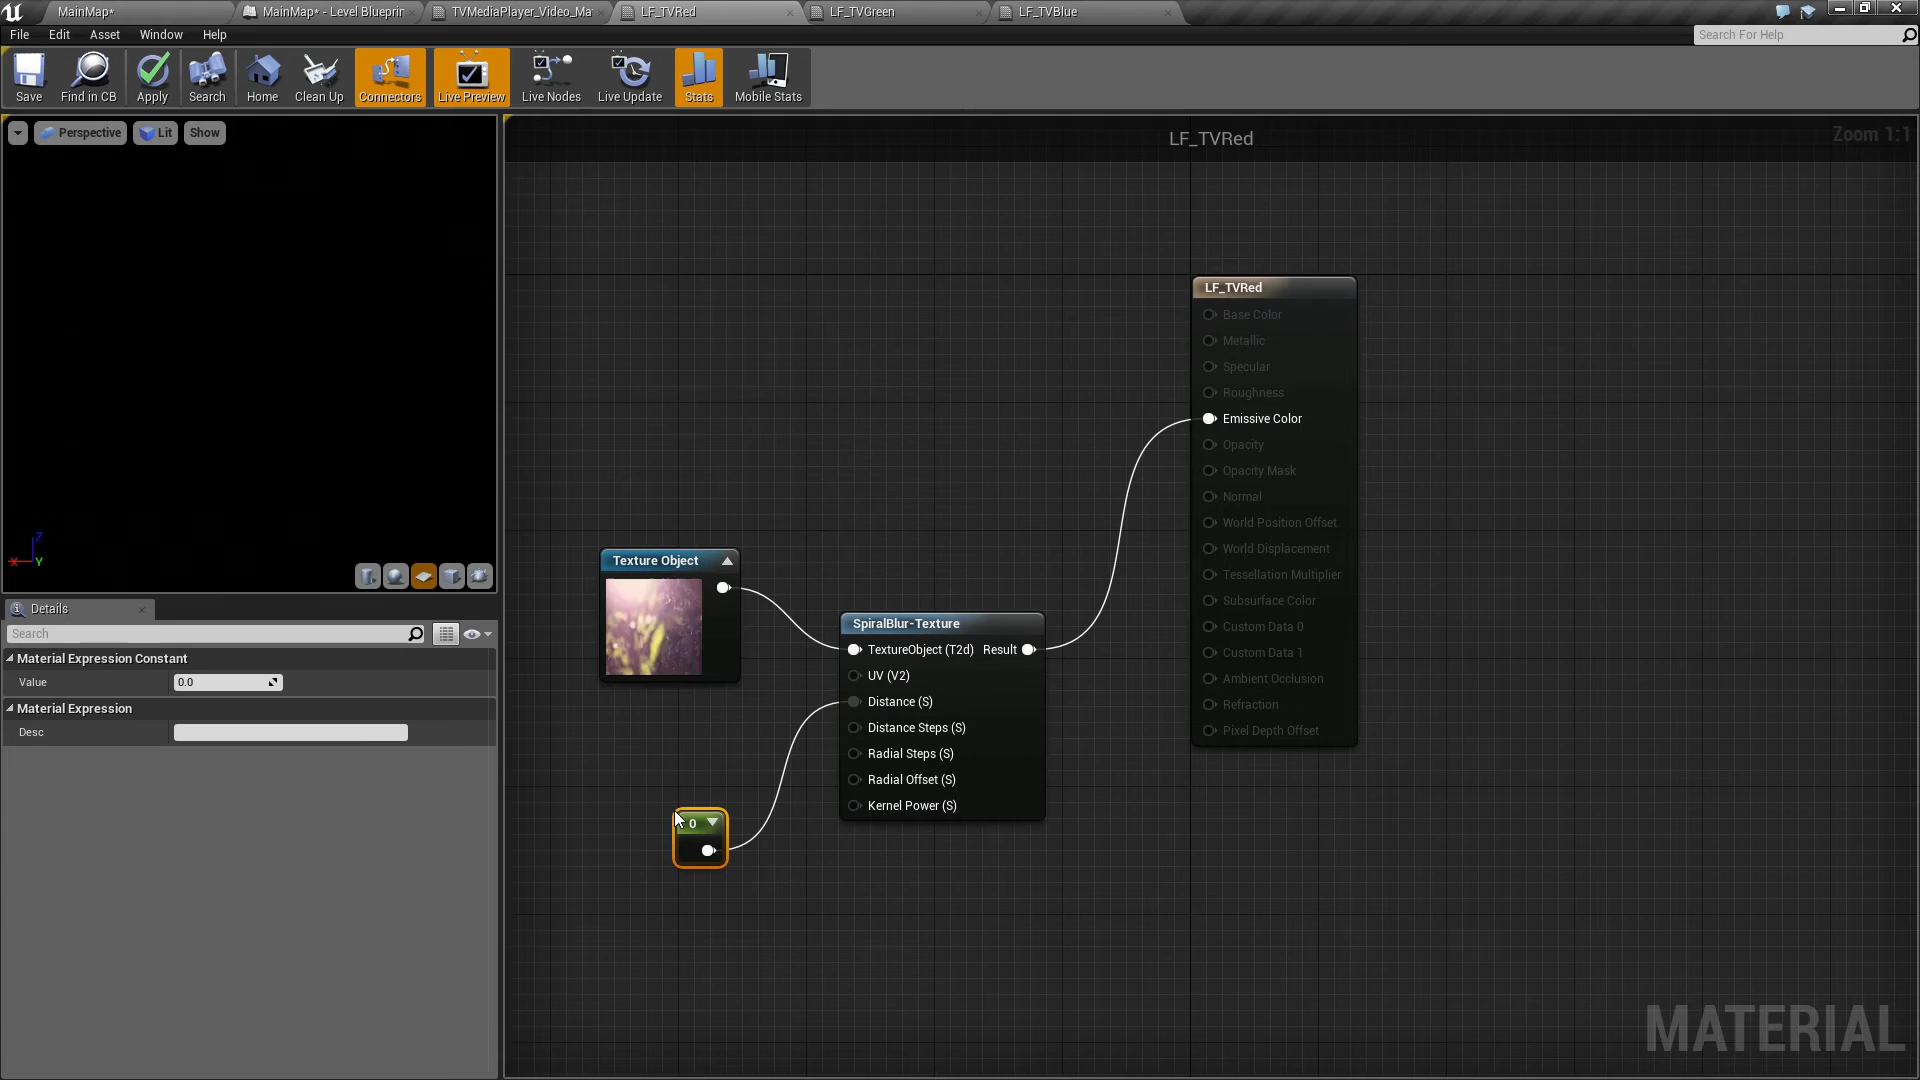 MainMap*
MainMap* - Level Blueprin
TVMediaPlayer_Video_Ma
LF_TVRed
LF_TVGreen
LF_TVBlue
File
Edit
Asset
Window
Help
Search For Help
Save
Find in CB
Apply
Search
Home
Clean Up
Connectors
Live Preview
Live Nodes
Live Update
Stats
Mobile Stats
Perspective
Lit
Show
LF_TVRed
Zoom 1:1
Z
X
Y
Details
Search
Material Expression Constant
Value
0.0
Material Expression
Desc
Texture Object
SpiralBlur-Texture
TextureObject (T2d)
Result
UV (V2)
Distance (S)
Distance Steps (S)
Radial Steps (S)
Radial Offset (S)
Kernel Power (S)
0
LF_TVRed
Base Color
Metallic
Specular
Roughness
Emissive Color
Opacity
Opacity Mask
Normal
World Position Offset
World Displacement
Tessellation Multiplier
Subsurface Color
Custom Data 0
Custom Data 1
Ambient Occlusion
Refraction
Pixel Depth Offset
MATERIAL